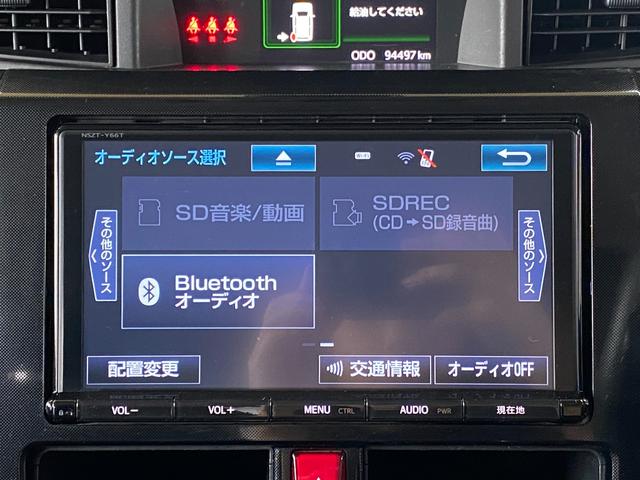 給油してください
ODO 94497km
NSZT-Y66T
オーディオソース選択
Wi-Fi
SD音楽/動画
SDREC
(CD→SD録音曲)
その他のソース
Bluetooth
オーディオ
その他のソース
配置変更
交通情報
オーディオOFF
VOL−
VOL+
MENU CTRL
AUDIO PWR
現在地